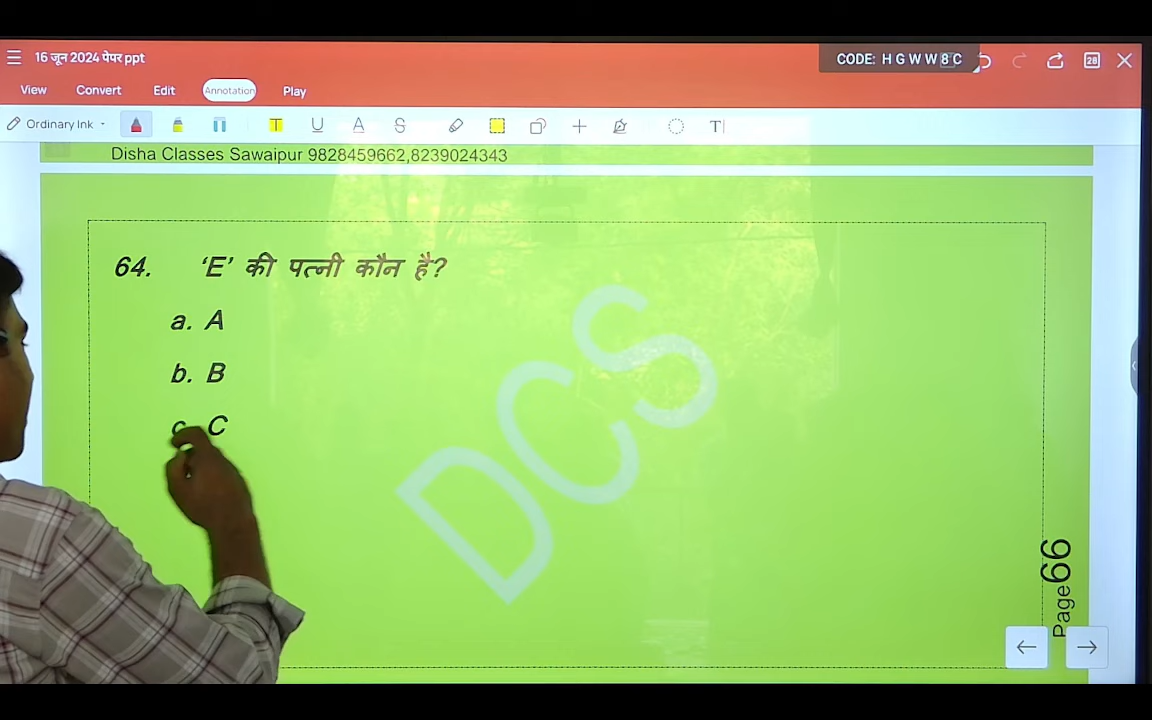 16 जून 2024 पेपर ppt
CODE: H G W W 8 C
28
View Convert Edit Annotation Play
Ordinary Ink T U A S T
Disha Classes Sawaipur 9828459662,8239024343
64. ‘E’ की पत्नी कौन है?
a. A
b. B
c. C
DCS
Page66